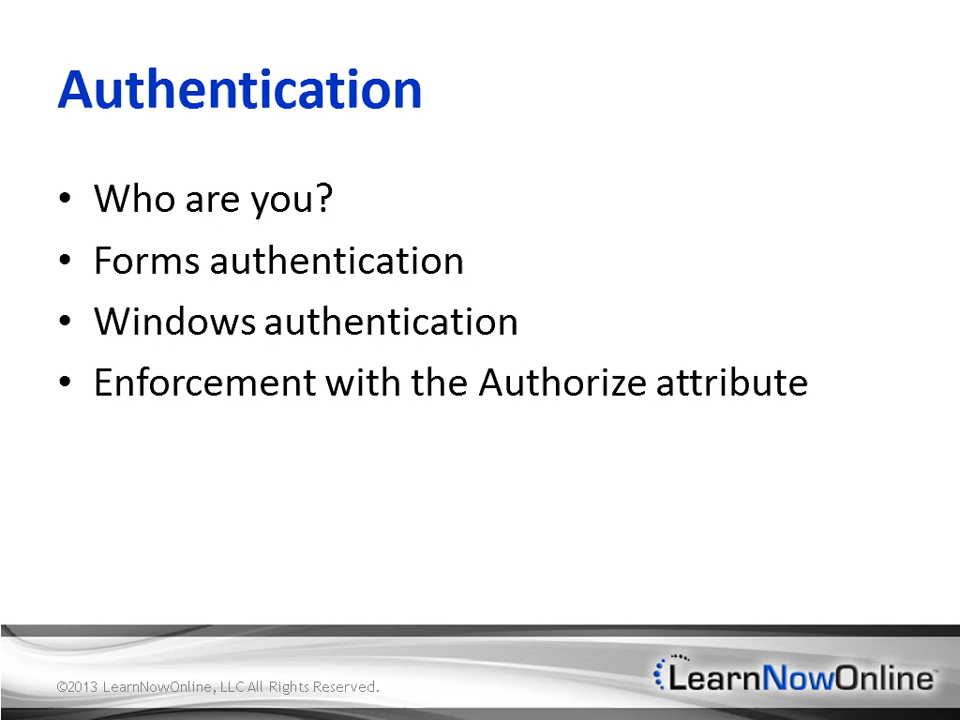 Authentication
• Who are you?
• Forms authentication
• Windows authentication
• Enforcement with the Authorize attribute
©2013 LearnNowOnline, LLC All Rights Reserved.
LearnNowOnline™